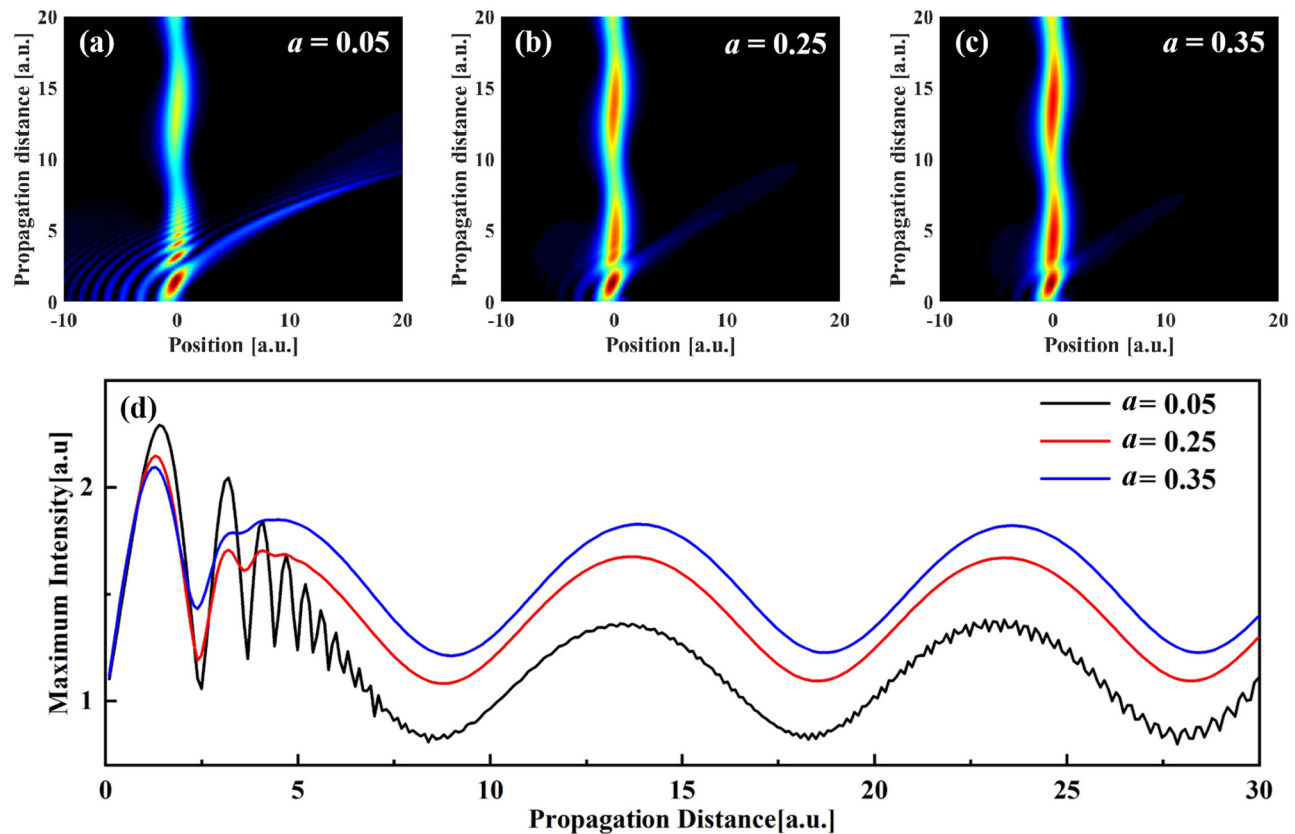 (a) a = 0.05
(b) a = 0.25
(c) a = 0.35
Propagation distance [a.u.]
20
15
10
5
0
-10 0 10 20
Position [a.u.]
Propagation distance [a.u.]
20
15
10
5
0
-10 0 10 20
Position [a.u.]
Propagation distance [a.u.]
20
15
10
5
0
-10 0 10 20
Position [a.u.]
(d)
a = 0.05
a = 0.25
a = 0.35
Maximum Intensity[a.u]
2
1
0 5 10 15 20 25 30
Propagation Distance[a.u.]